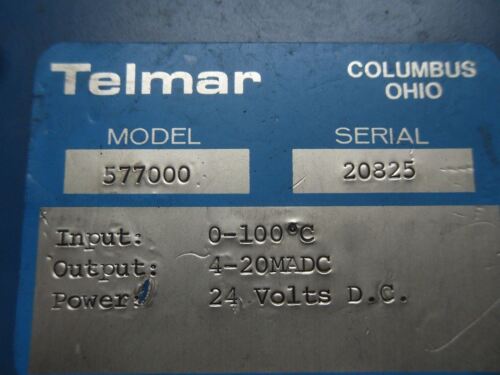 Telmar COLUMBUS OHIO
MODEL SERIAL
577000 20825
Input: 0-100°C
Output: 4-20MADC
Power: 24 Volts D.C.